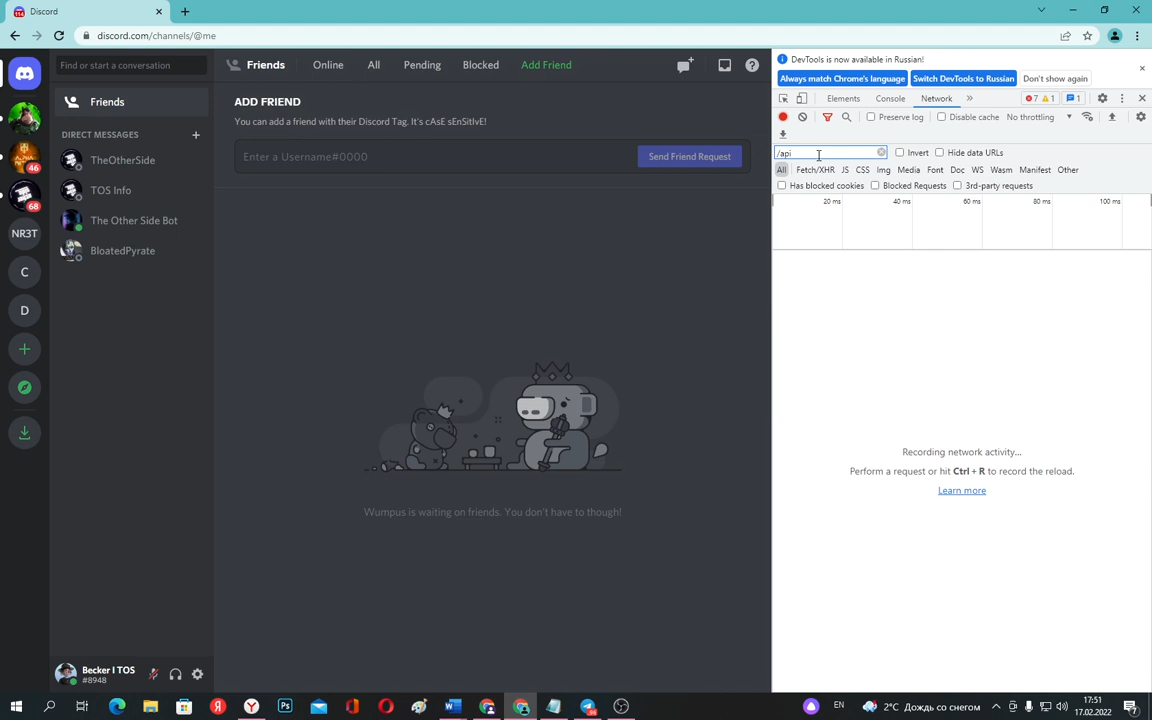 114
Discord
discord.com/channels/@me
Find or start a conversation
Friends
Online
All
Pending
Blocked
Add Friend
Friends
DIRECT MESSAGES
TheOtherSide
TOS Info
The Other Side Bot
BloatedPyrate
46
68
NR3T
C
D
ADD FRIEND
You can add a friend with their Discord Tag. It's cAsE sEnSitIvE!
Enter a Username#0000
Send Friend Request
Wumpus is waiting on friends. You don't have to though!
Becker I TOS
#8948
DevTools is now available in Russian!
Always match Chrome's language
Switch DevTools to Russian
Don't show again
Elements
Console
Network
7
1
1
Preserve log
Disable cache
No throttling
/api
Invert
Hide data URLs
All
Fetch/XHR
JS
CSS
Img
Media
Font
Doc
WS
Wasm
Manifest
Other
Has blocked cookies
Blocked Requests
3rd-party requests
20 ms
40 ms
60 ms
80 ms
100 ms
Recording network activity...
Perform a request or hit Ctrl + R to record the reload.
Learn more
EN
2°C Дождь со снегом
17:51
17.02.2022
7